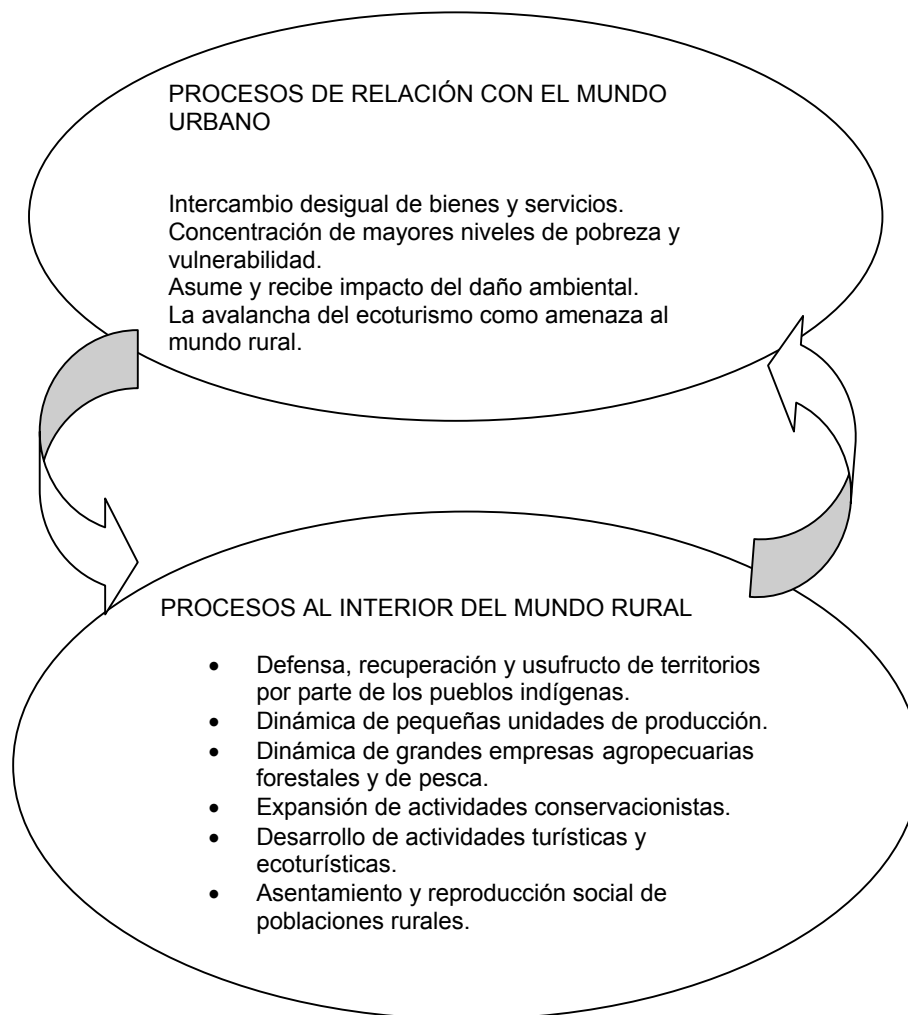 PROCESOS DE RELACIÓN CON EL MUNDO
URBANO
Intercambio desigual de bienes y servicios.
Concentración de mayores niveles de pobreza y
vulnerabilidad.
Asume y recibe impacto del daño ambiental.
La avalancha del ecoturismo como amenaza al
mundo rural.
PROCESOS AL INTERIOR DEL MUNDO RURAL
• Defensa, recuperación y usufructo de territorios
por parte de los pueblos indígenas.
• Dinámica de pequeñas unidades de producción.
• Dinámica de grandes empresas agropecuarias
forestales y de pesca.
• Expansión de actividades conservacionistas.
• Desarrollo de actividades turísticas y
ecoturísticas.
• Asentamiento y reproducción social de
poblaciones rurales.